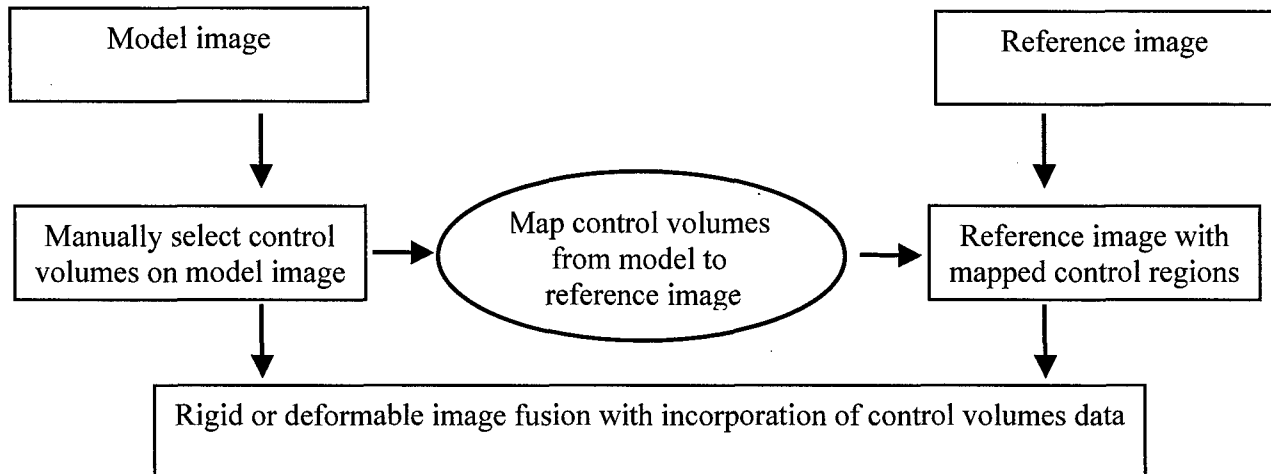 Model image
Reference image
Manually select control
volumes on model image
Map control volumes
from model to
reference image
Reference image with
mapped control regions
Rigid or deformable image fusion with incorporation of control volumes data